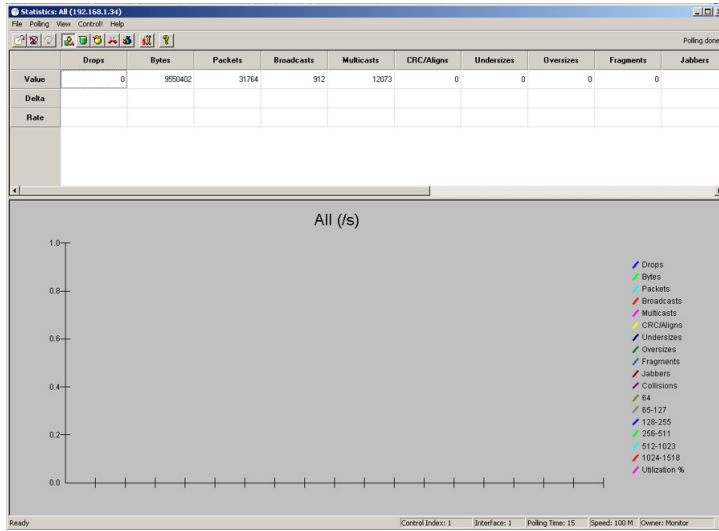 Statistics: All (192.168.1.34)
File Polling View Control! Help
Polling done
Drops Bytes Packets Broadcasts Multicasts CRC/Aligns Undersizes Oversizes Fragments Jabbers
Value 0 9550402 31764 912 12073 0 0 0 0
Delta
Rate
All (/s)
1.0
0.8
0.6
0.4
0.2
0.0
Drops
Bytes
Packets
Broadcasts
Multicasts
CRC/Aligns
Undersizes
Oversizes
Fragments
Jabbers
Collisions
64
65-127
128-255
256-511
512-1023
1024-1518
Utilization %
Ready Control Index: 1 Interface: 1 Polling Time: 15 Speed: 100 M Owner: Monitor